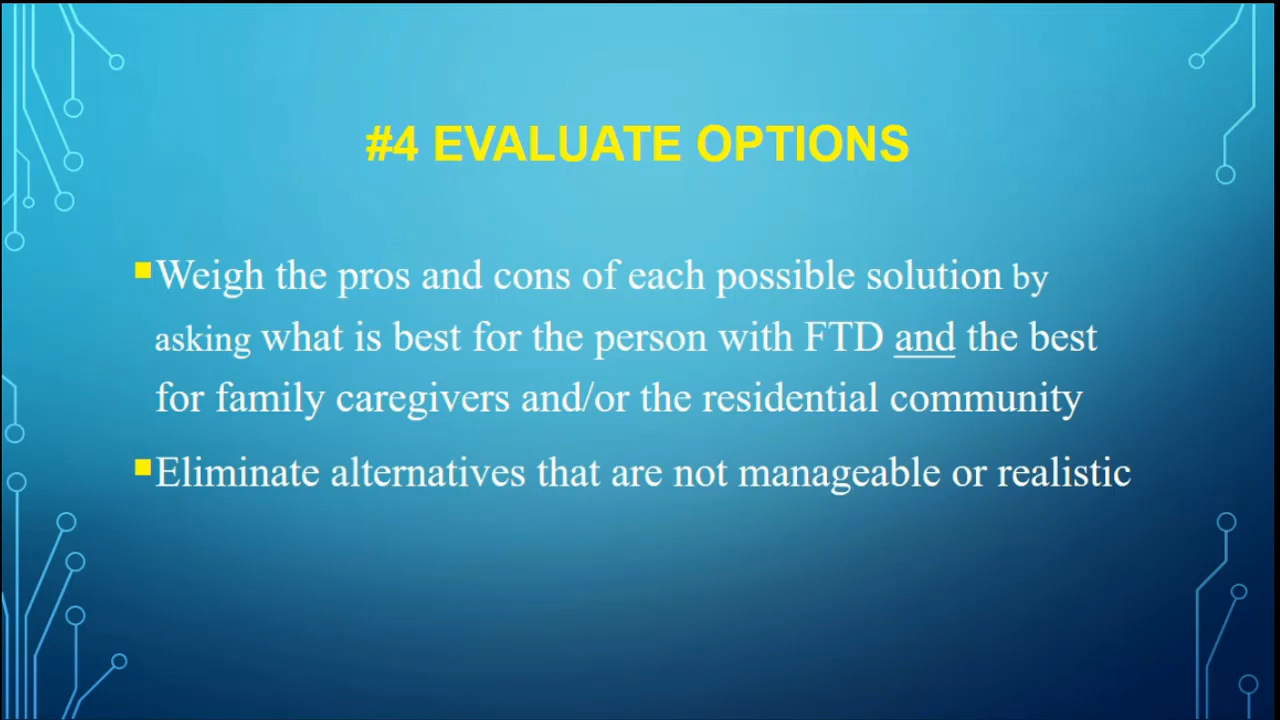 #4 EVALUATE OPTIONS
Weigh the pros and cons of each possible solution by
asking what is best for the person with FTD and the best
for family caregivers and/or the residential community
Eliminate alternatives that are not manageable or realistic